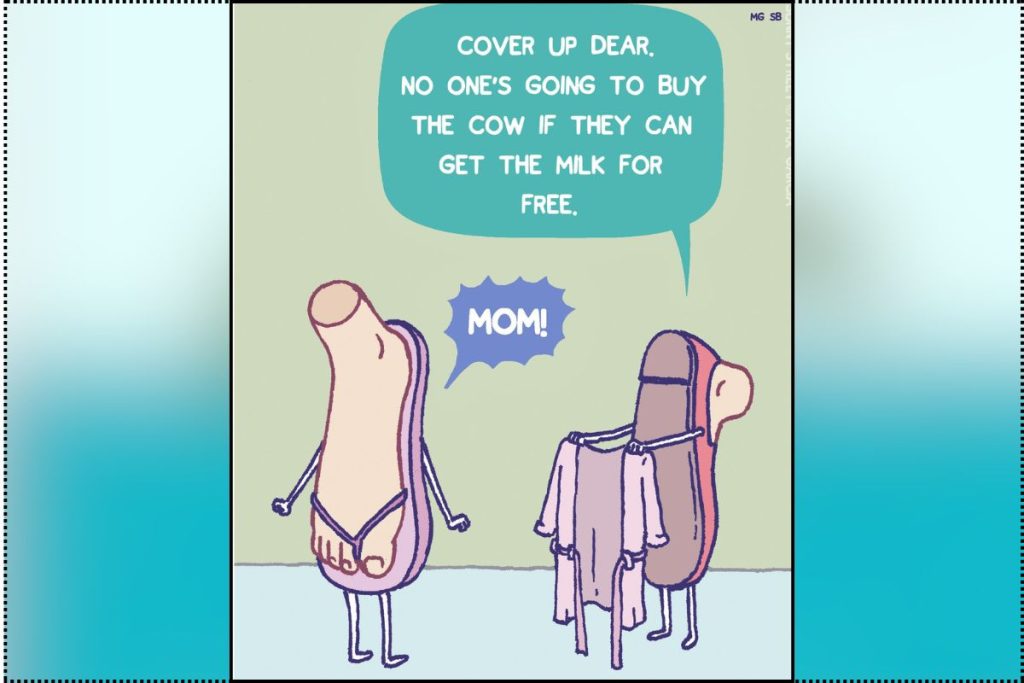 MG SB
COVER UP DEAR.
NO ONE'S GOING TO BUY
THE COW IF THEY CAN
GET THE MILK FOR
FREE.
MOM!